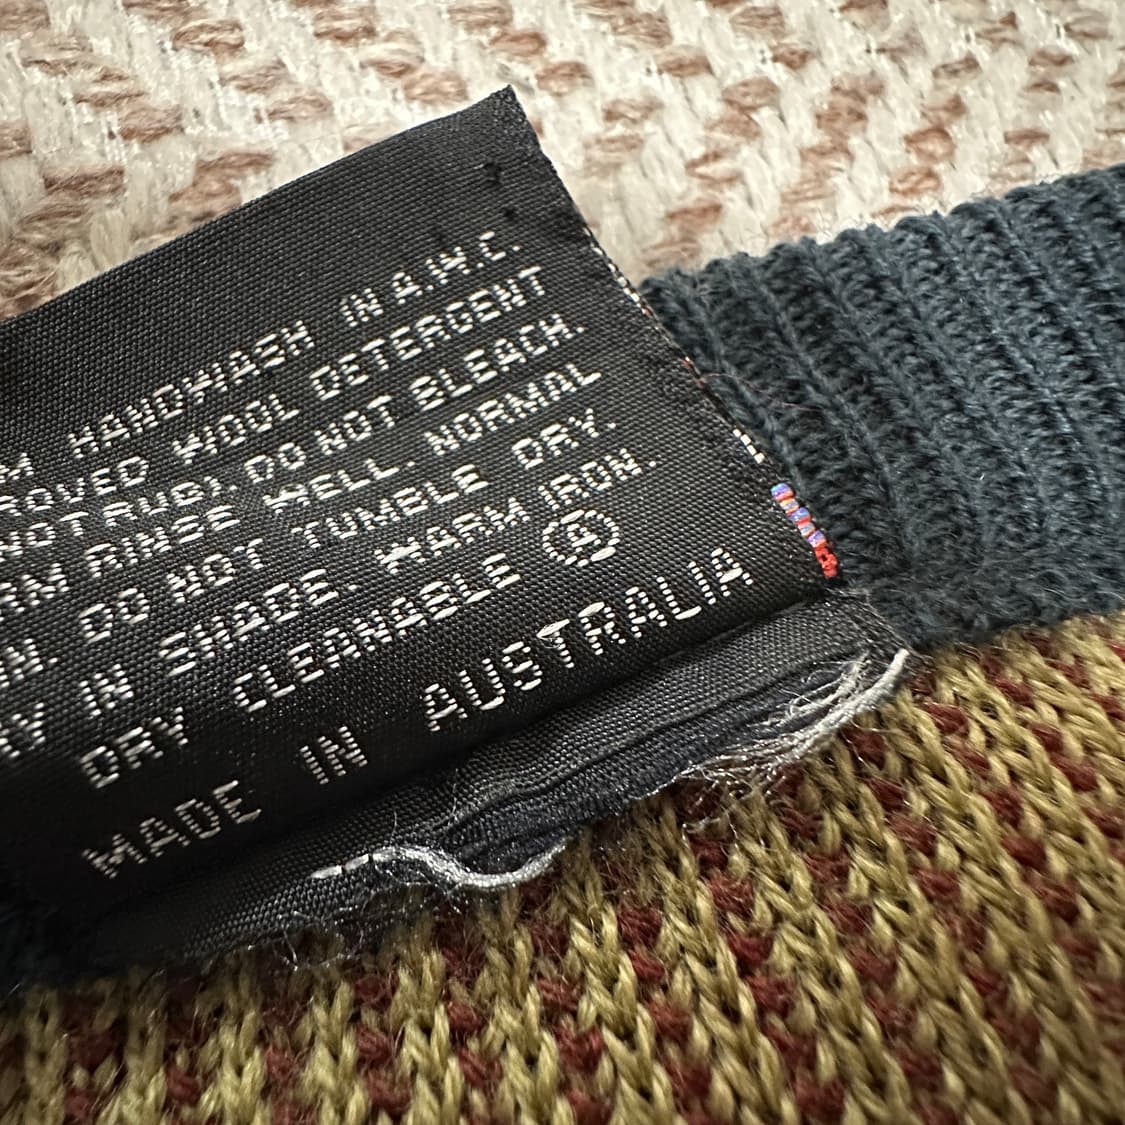 HANDWASH IN A.W.C.
ROVED WOOL DETERGENT
NOT RUB). DO NOT BLEACH.
RM RINSE WELL. NORMAL
N. DO NOT TUMBLE DRY.
Y IN SHADE. WARM IRON.
DRY CLEANABLE Ⓐ
MADE IN AUSTRALIA